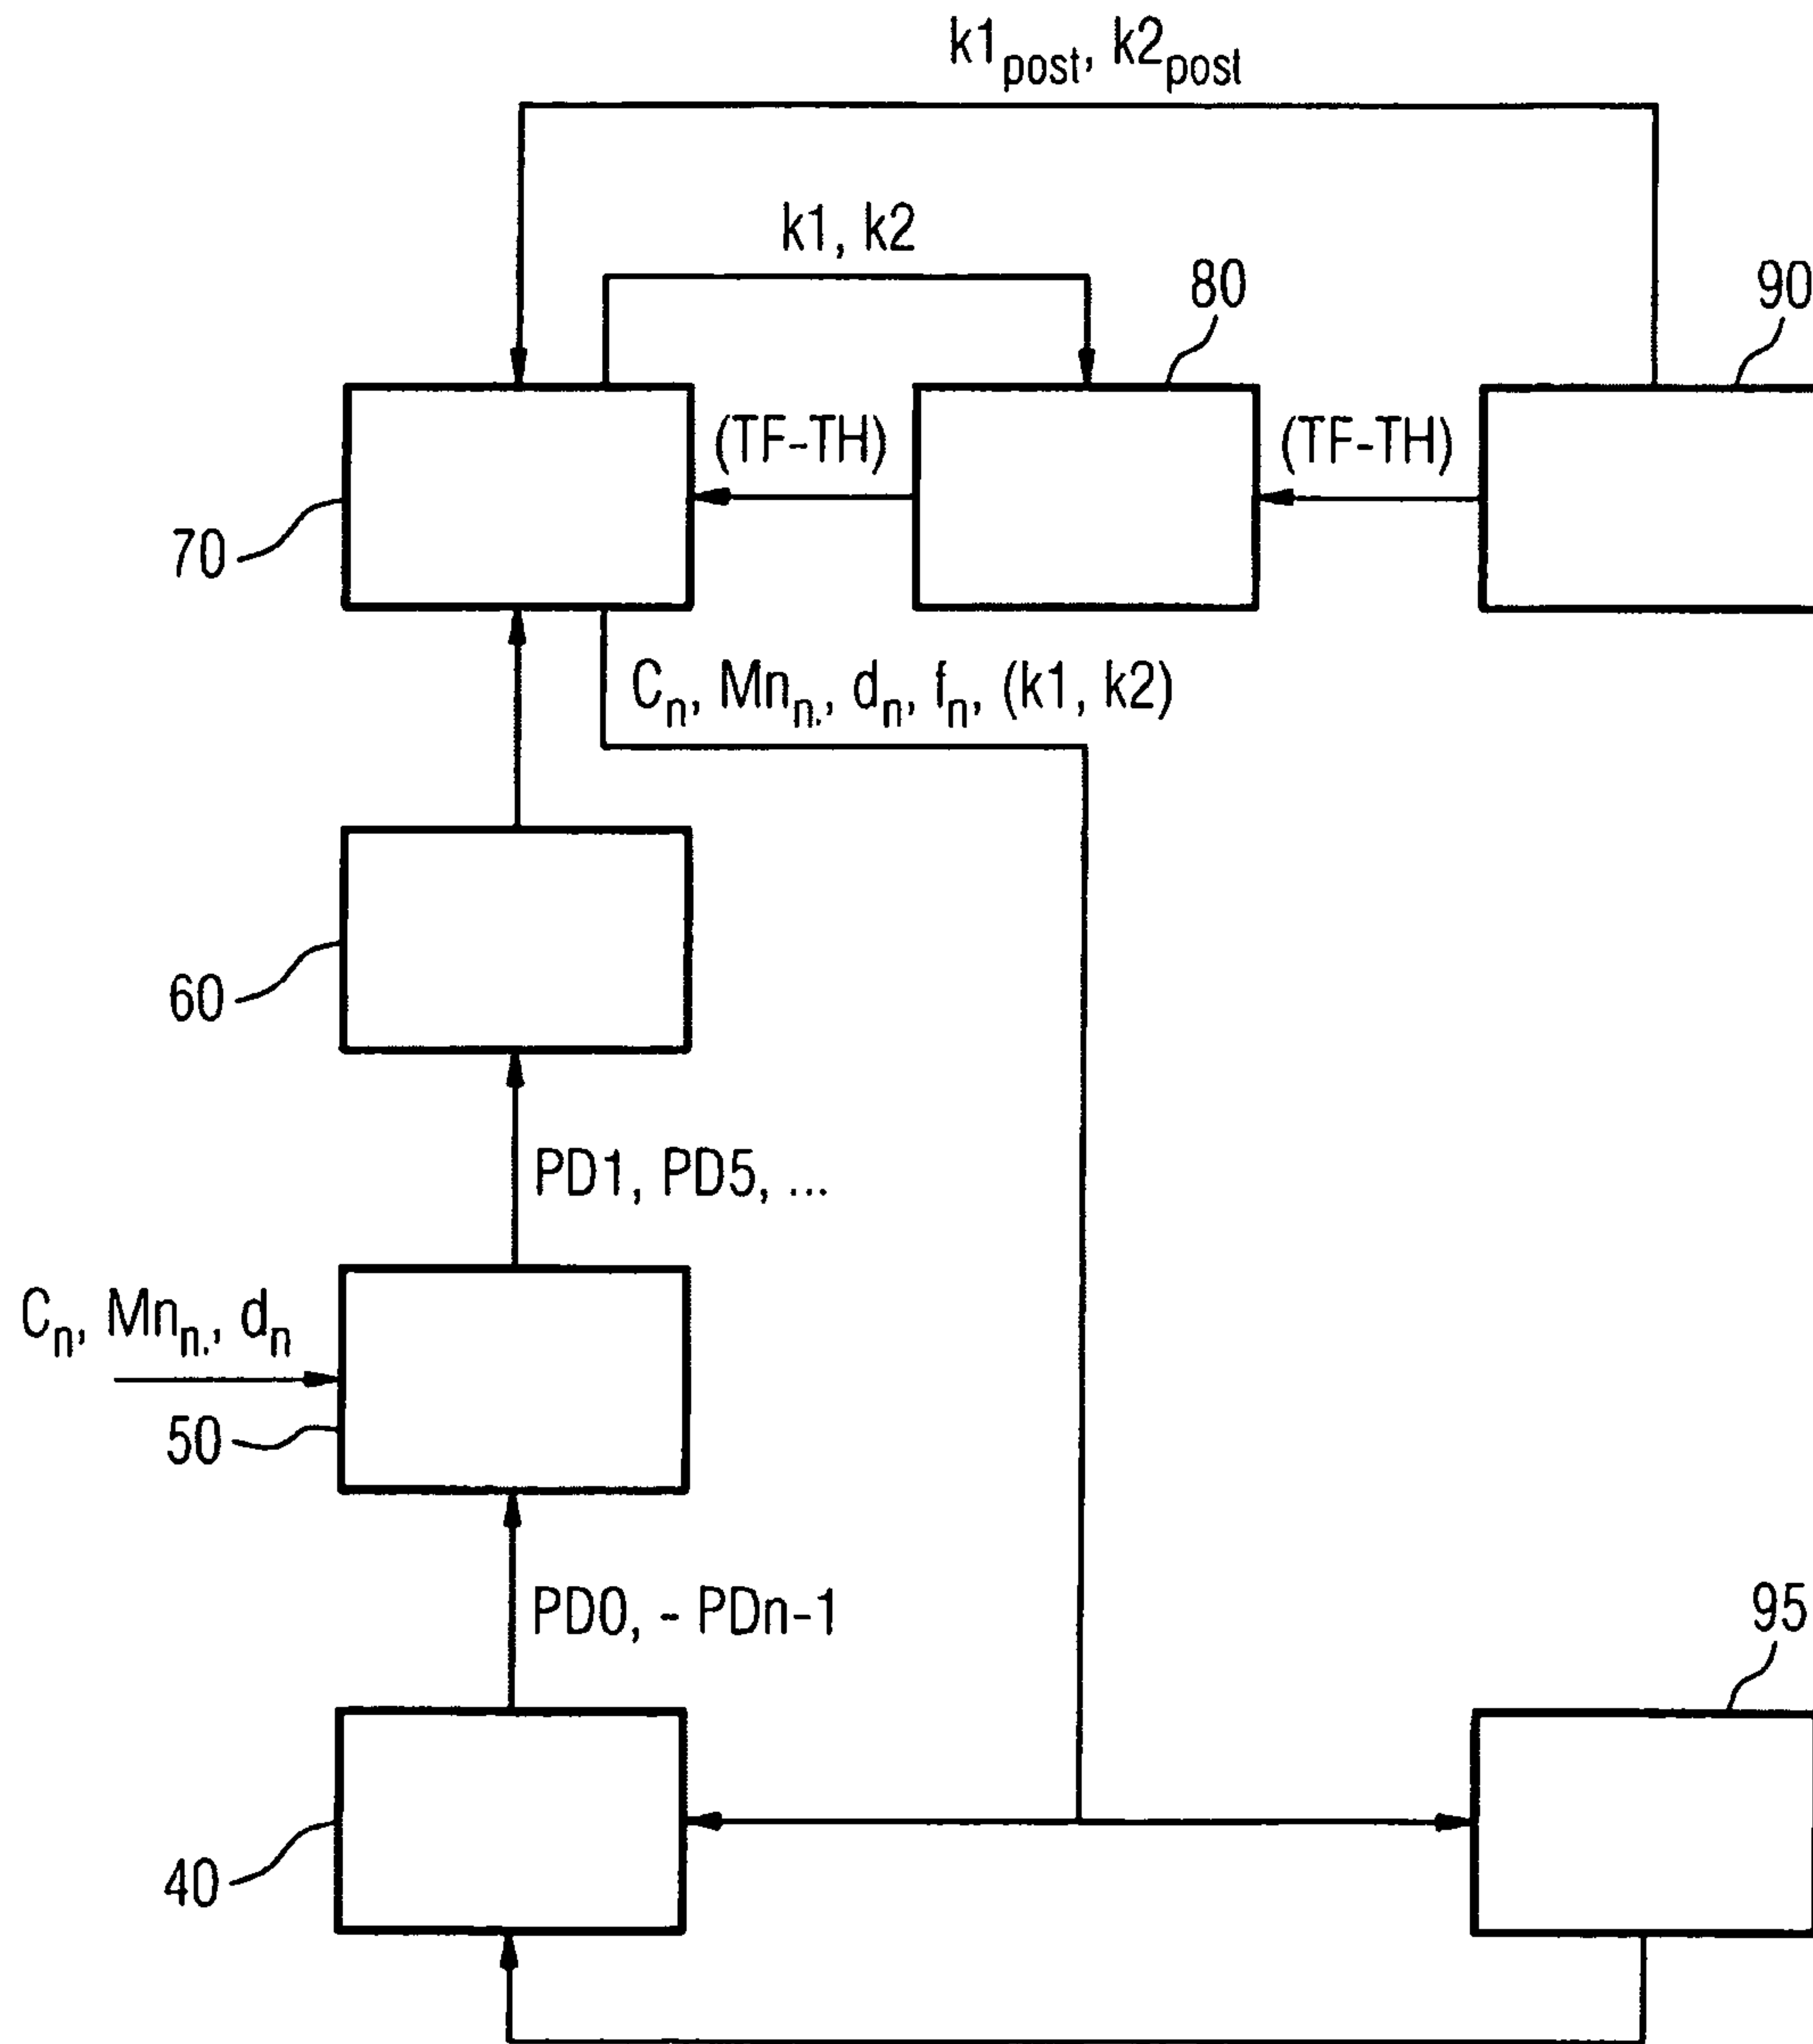 k1post, k2post
k1, k2
80
90
(TF-TH)
(TF-TH)
70
Cn, Mnn., dn, fn, (k1, k2)
60
PD1, PD5, ...
Cn, Mnn., dn
50
PD0, - PDn-1
95
40